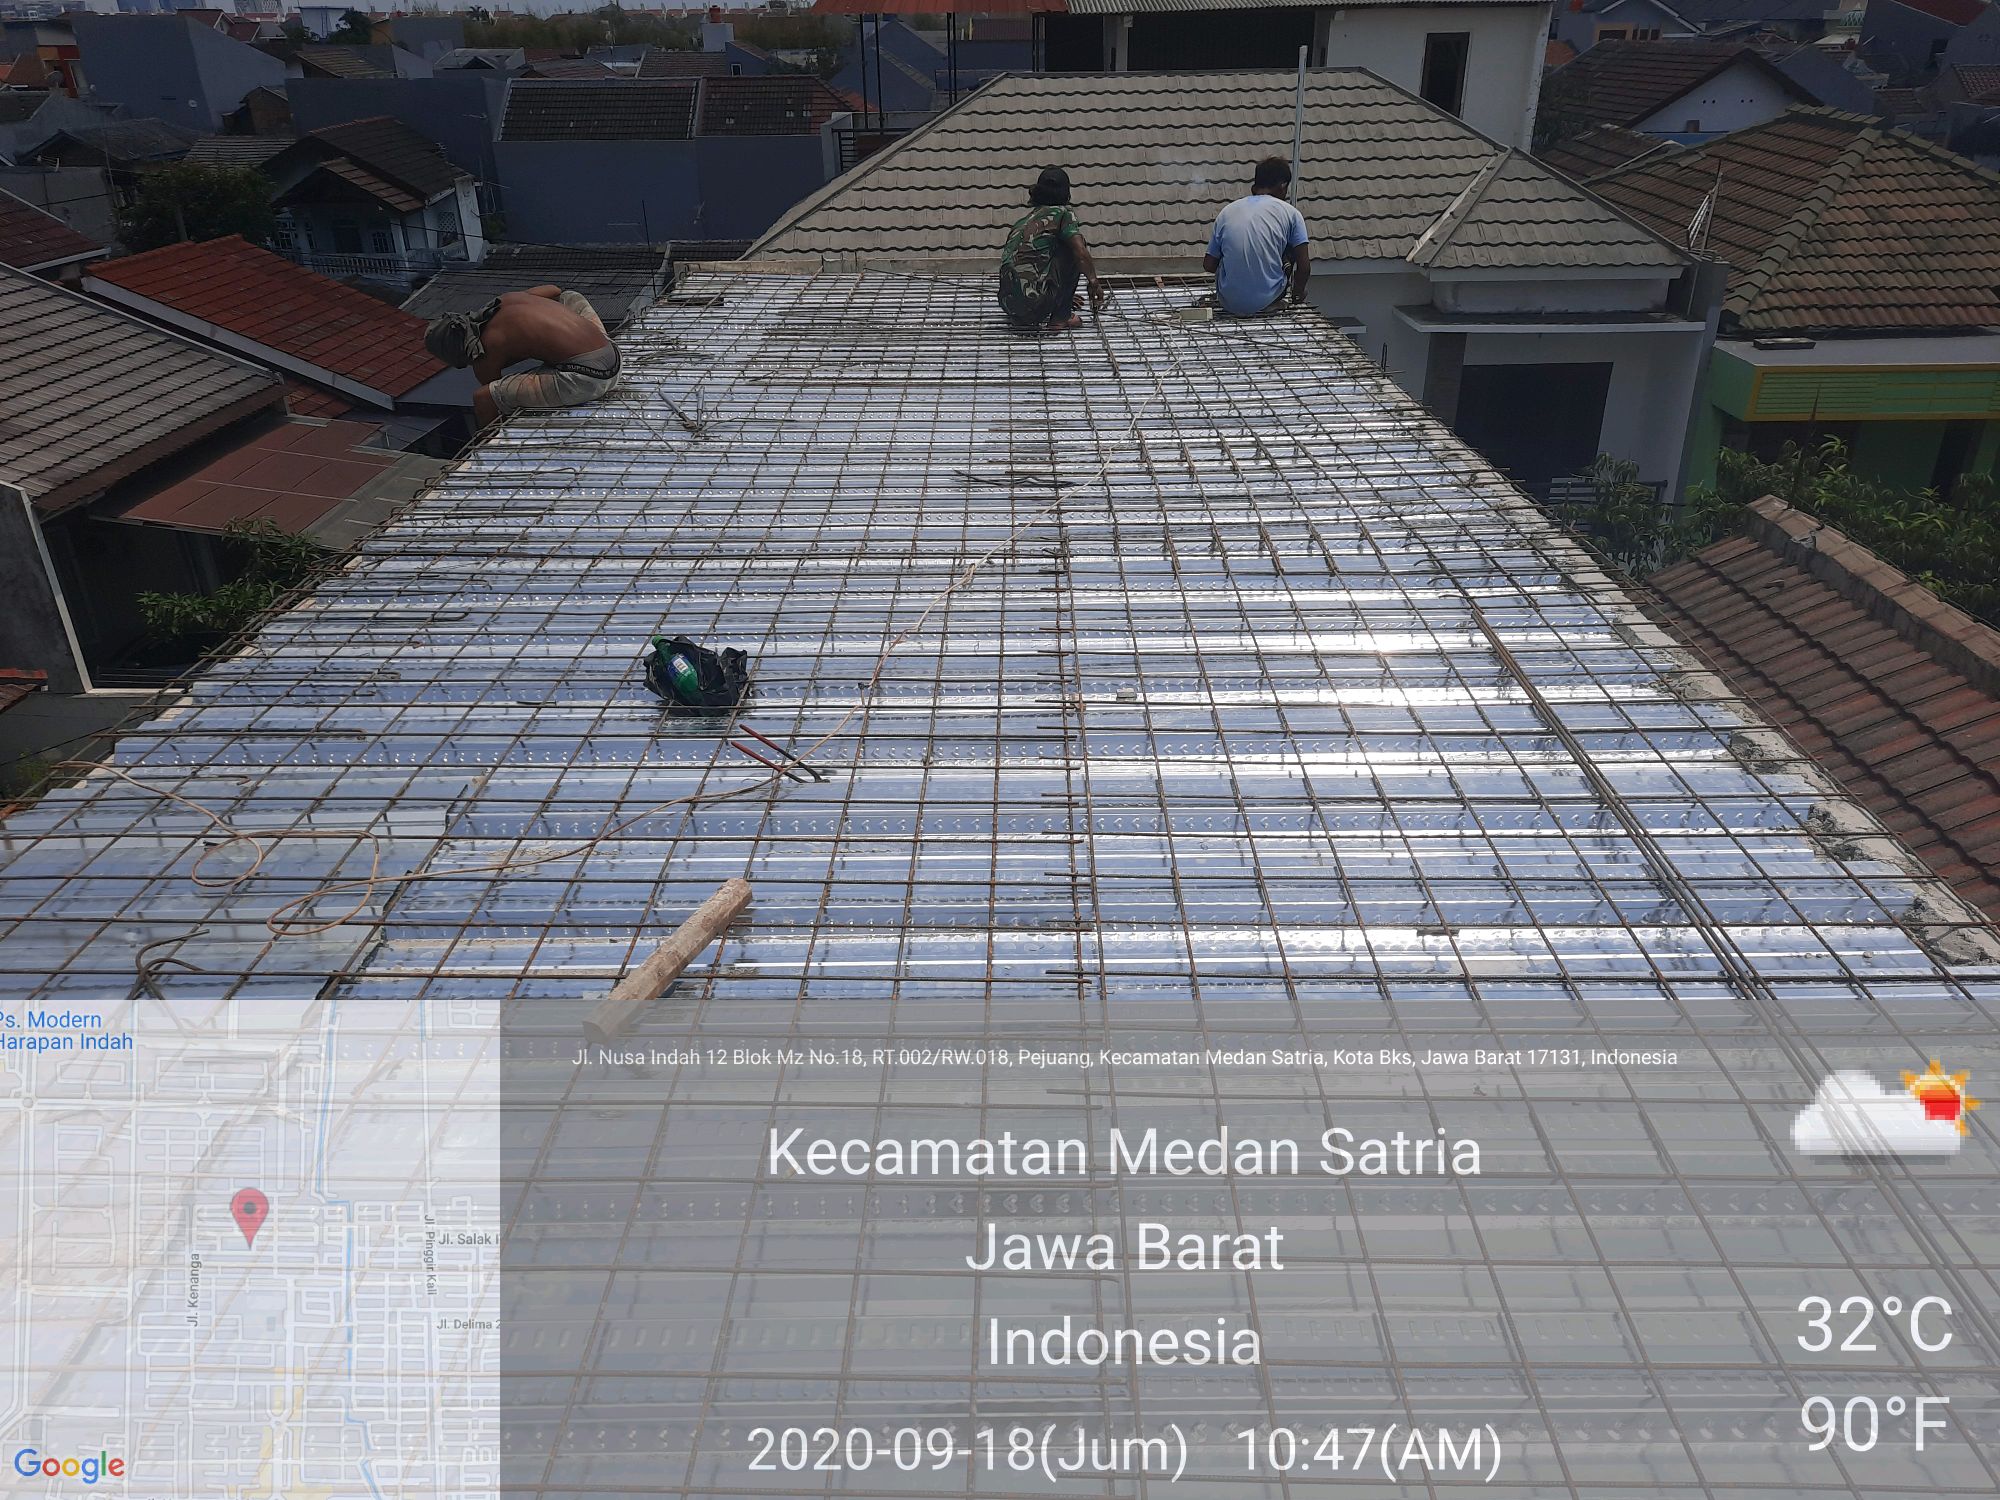 SUPERMAN
Ps. Modern
Harapan Indah
Jl. Nusa Indah 12 Blok Mz No.18, RT.002/RW.018, Pejuang, Kecamatan Medan Satria, Kota Bks, Jawa Barat 17131, Indonesia
Kecamatan Medan Satria
Jawa Barat
Indonesia
2020-09-18(Jum) 10:47(AM)
32°C
90°F
Jl. Kenanga
Jl. Pinggir Kali
Jl. Salak
Jl. Delima 2
Google